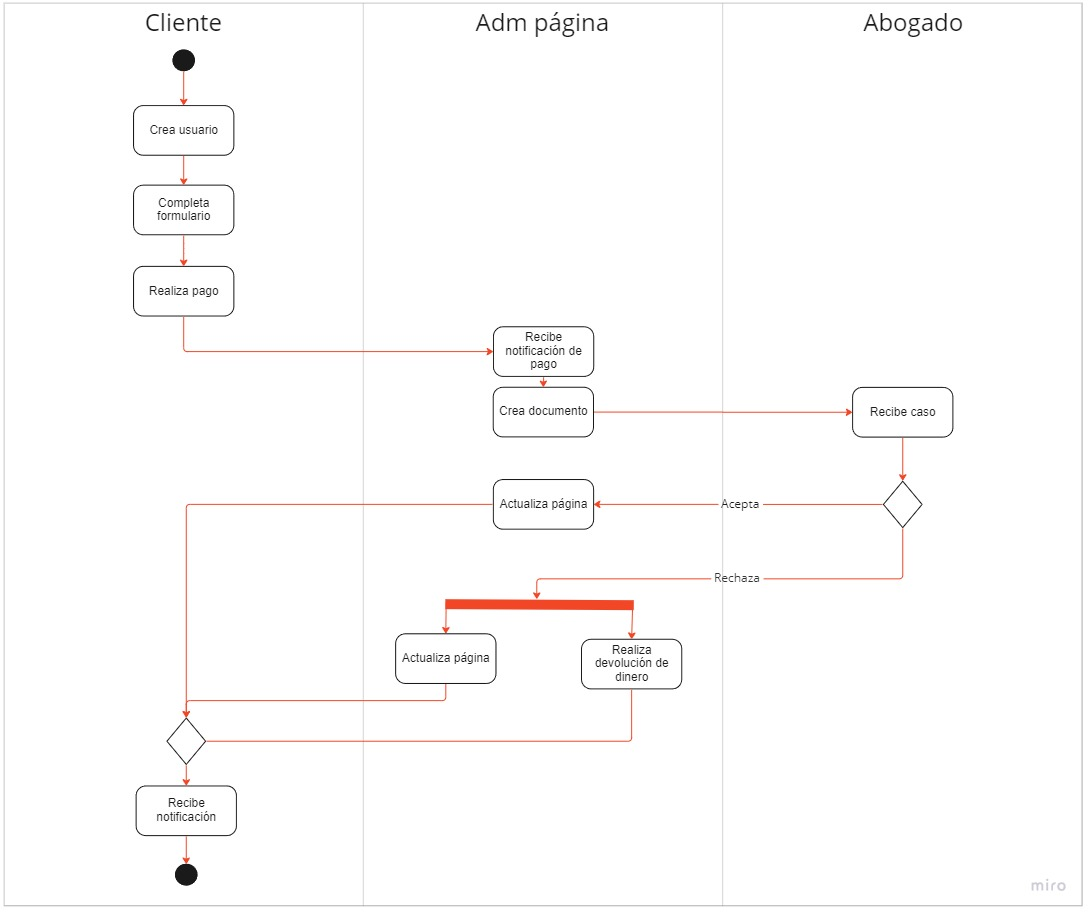 Cliente
Adm página
Abogado
Crea usuario
Completa
formulario
Realiza pago
Recibe
notificación de
pago
Crea documento
Recibe caso
Actualiza página
Acepta
Rechaza
Actualiza página
Realiza
devolución de
dinero
Recibe
notificación
miro